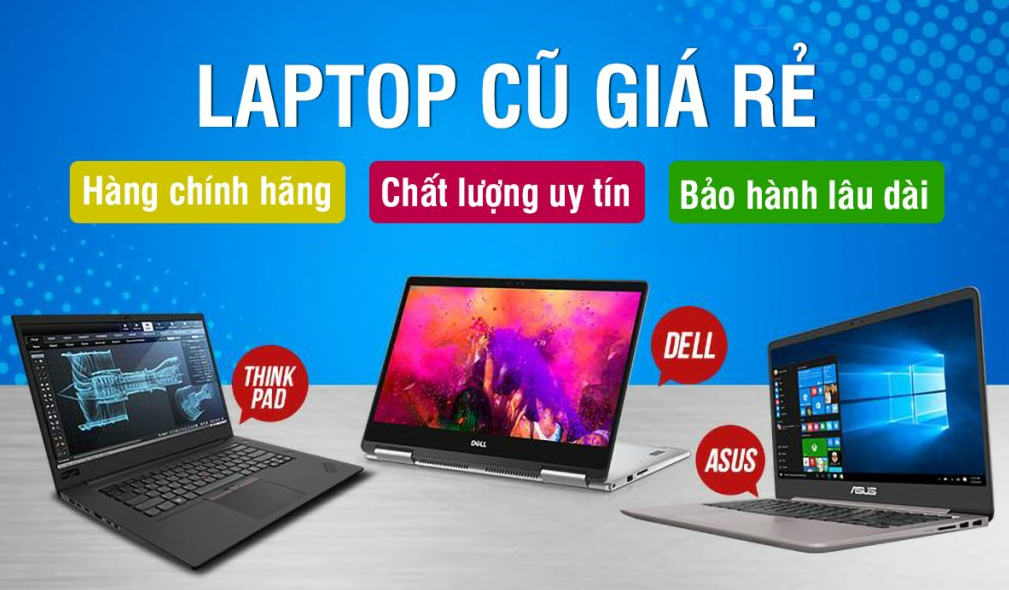 LAPTOP CŨ GIÁ RẺ
Hàng chính hãng
Chất lượng uy tín
Bảo hành lâu dài
THINK
PAD
DELL
ASUS
DELL
ASUS